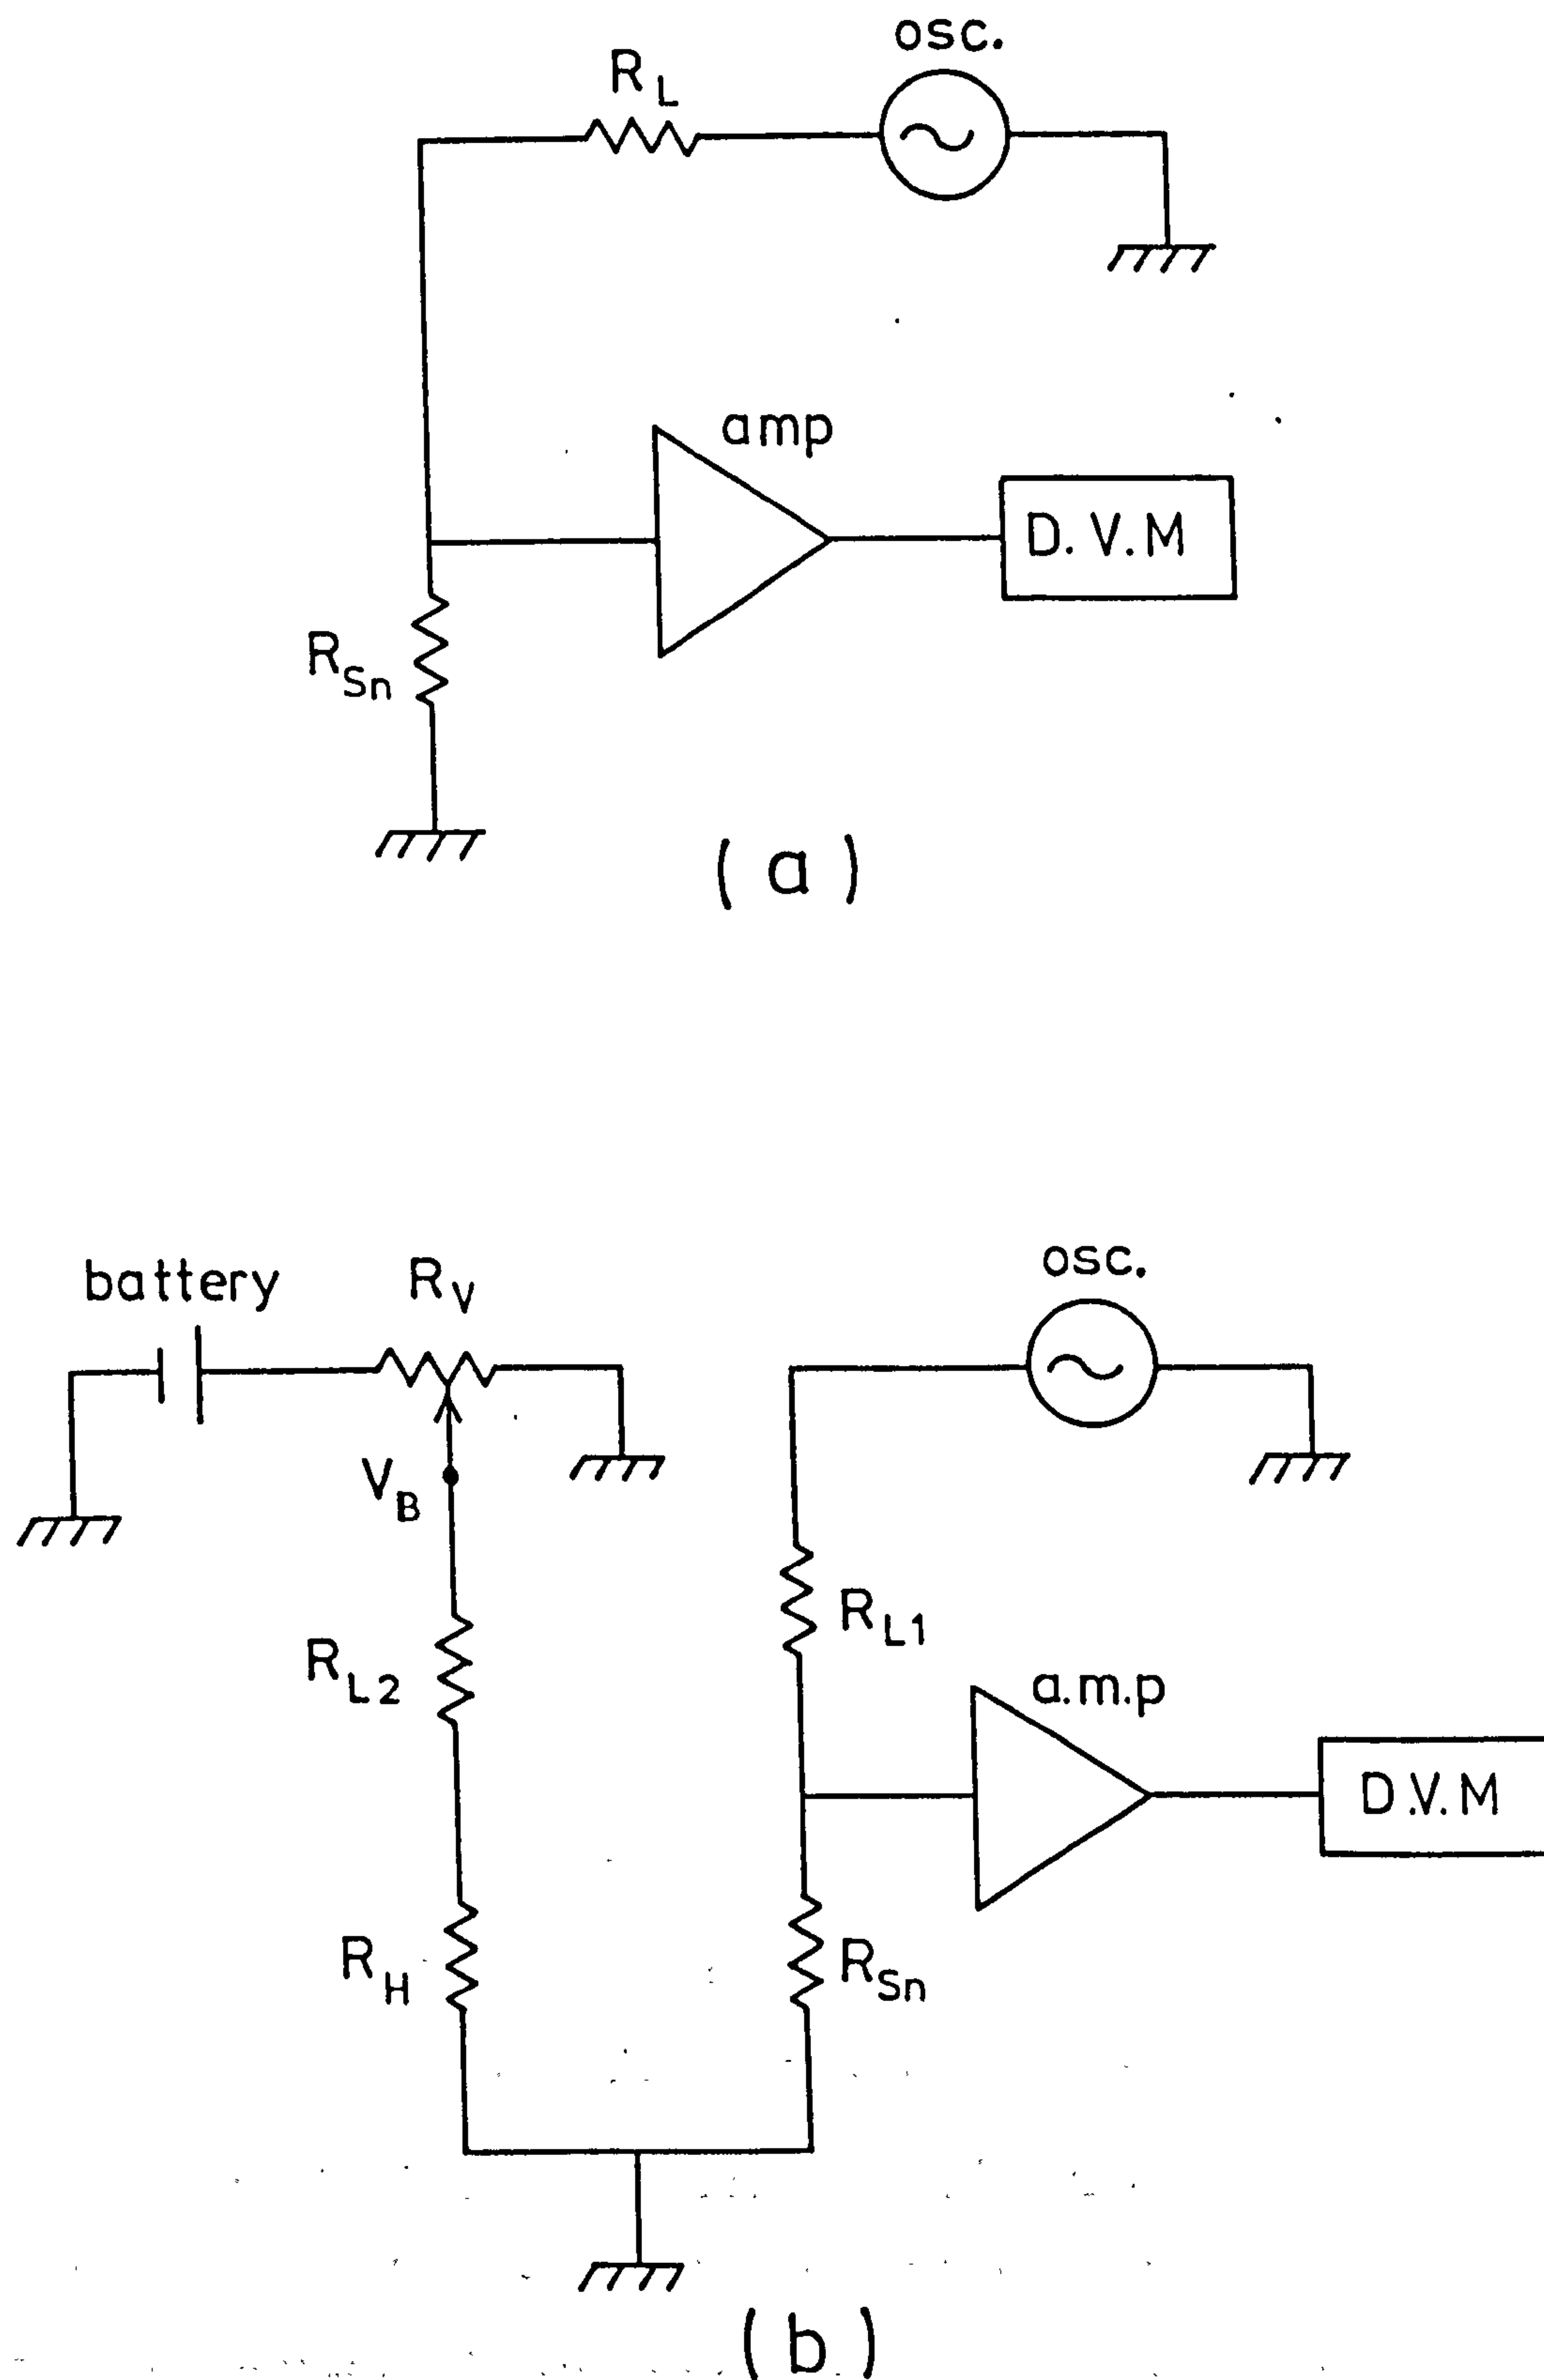 osc.
R_L
amp
D.V.M
R_Sn
(a)
battery
R_V
osc.
V_B
R_L2
R_L1
a.m.p
D.V.M
R_H
R_Sn
(b)